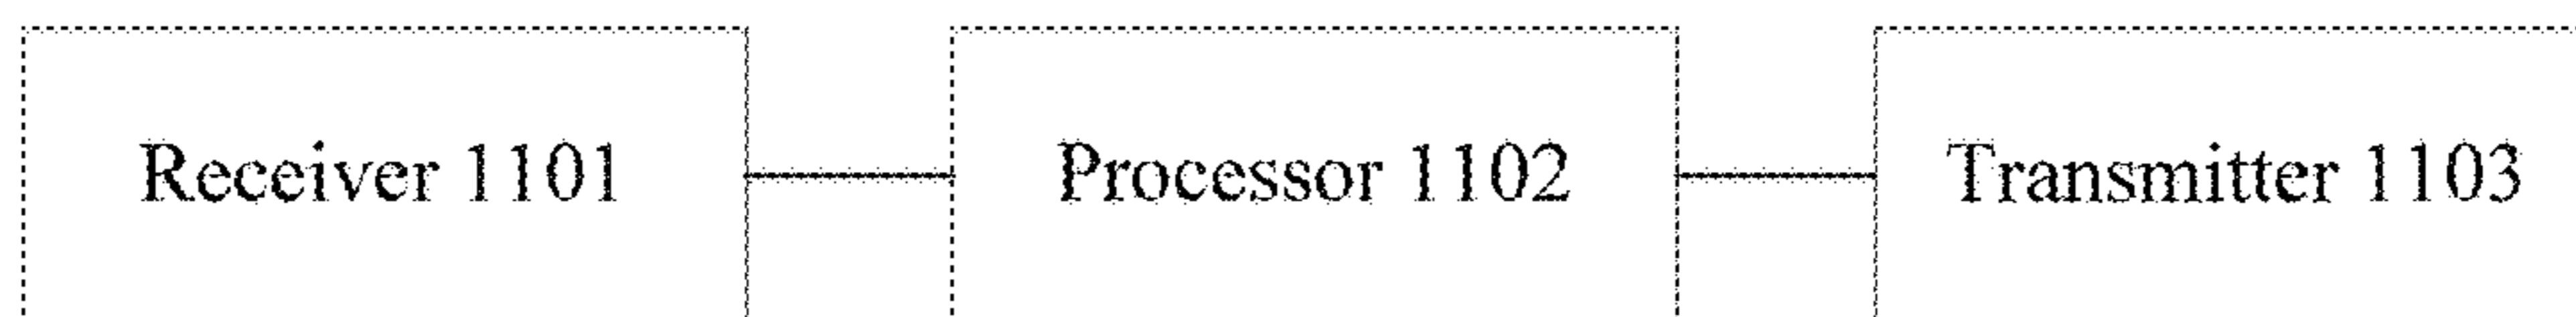 Receiver 1101
Processor 1102
Transmitter 1103